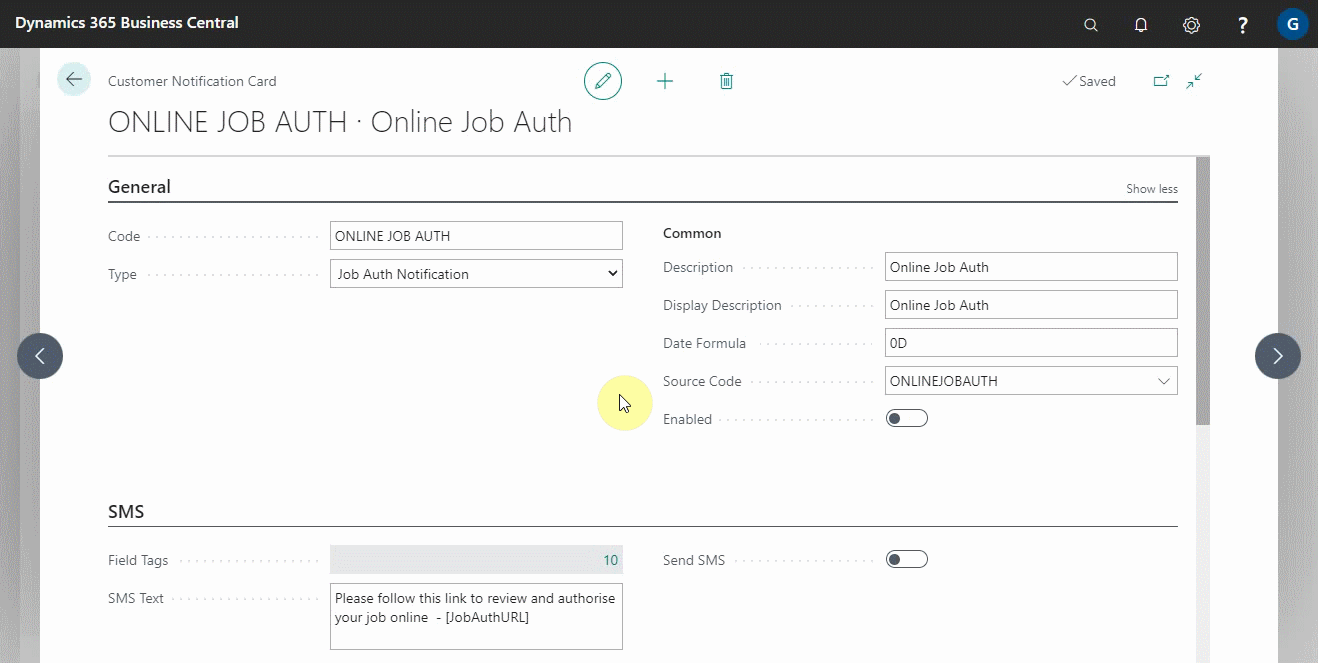 Dynamics 365 Business Central
?
G
Customer Notification Card
Saved
ONLINE JOB AUTH · Online Job Auth
General
Show less
Code
ONLINE JOB AUTH
Type
Job Auth Notification
Common
Description
Online Job Auth
Display Description
Online Job Auth
Date Formula
0D
Source Code
ONLINEJOBAUTH
Enabled
SMS
Field Tags
10
SMS Text
Please follow this link to review and authorise
your job online  - [JobAuthURL]
Send SMS